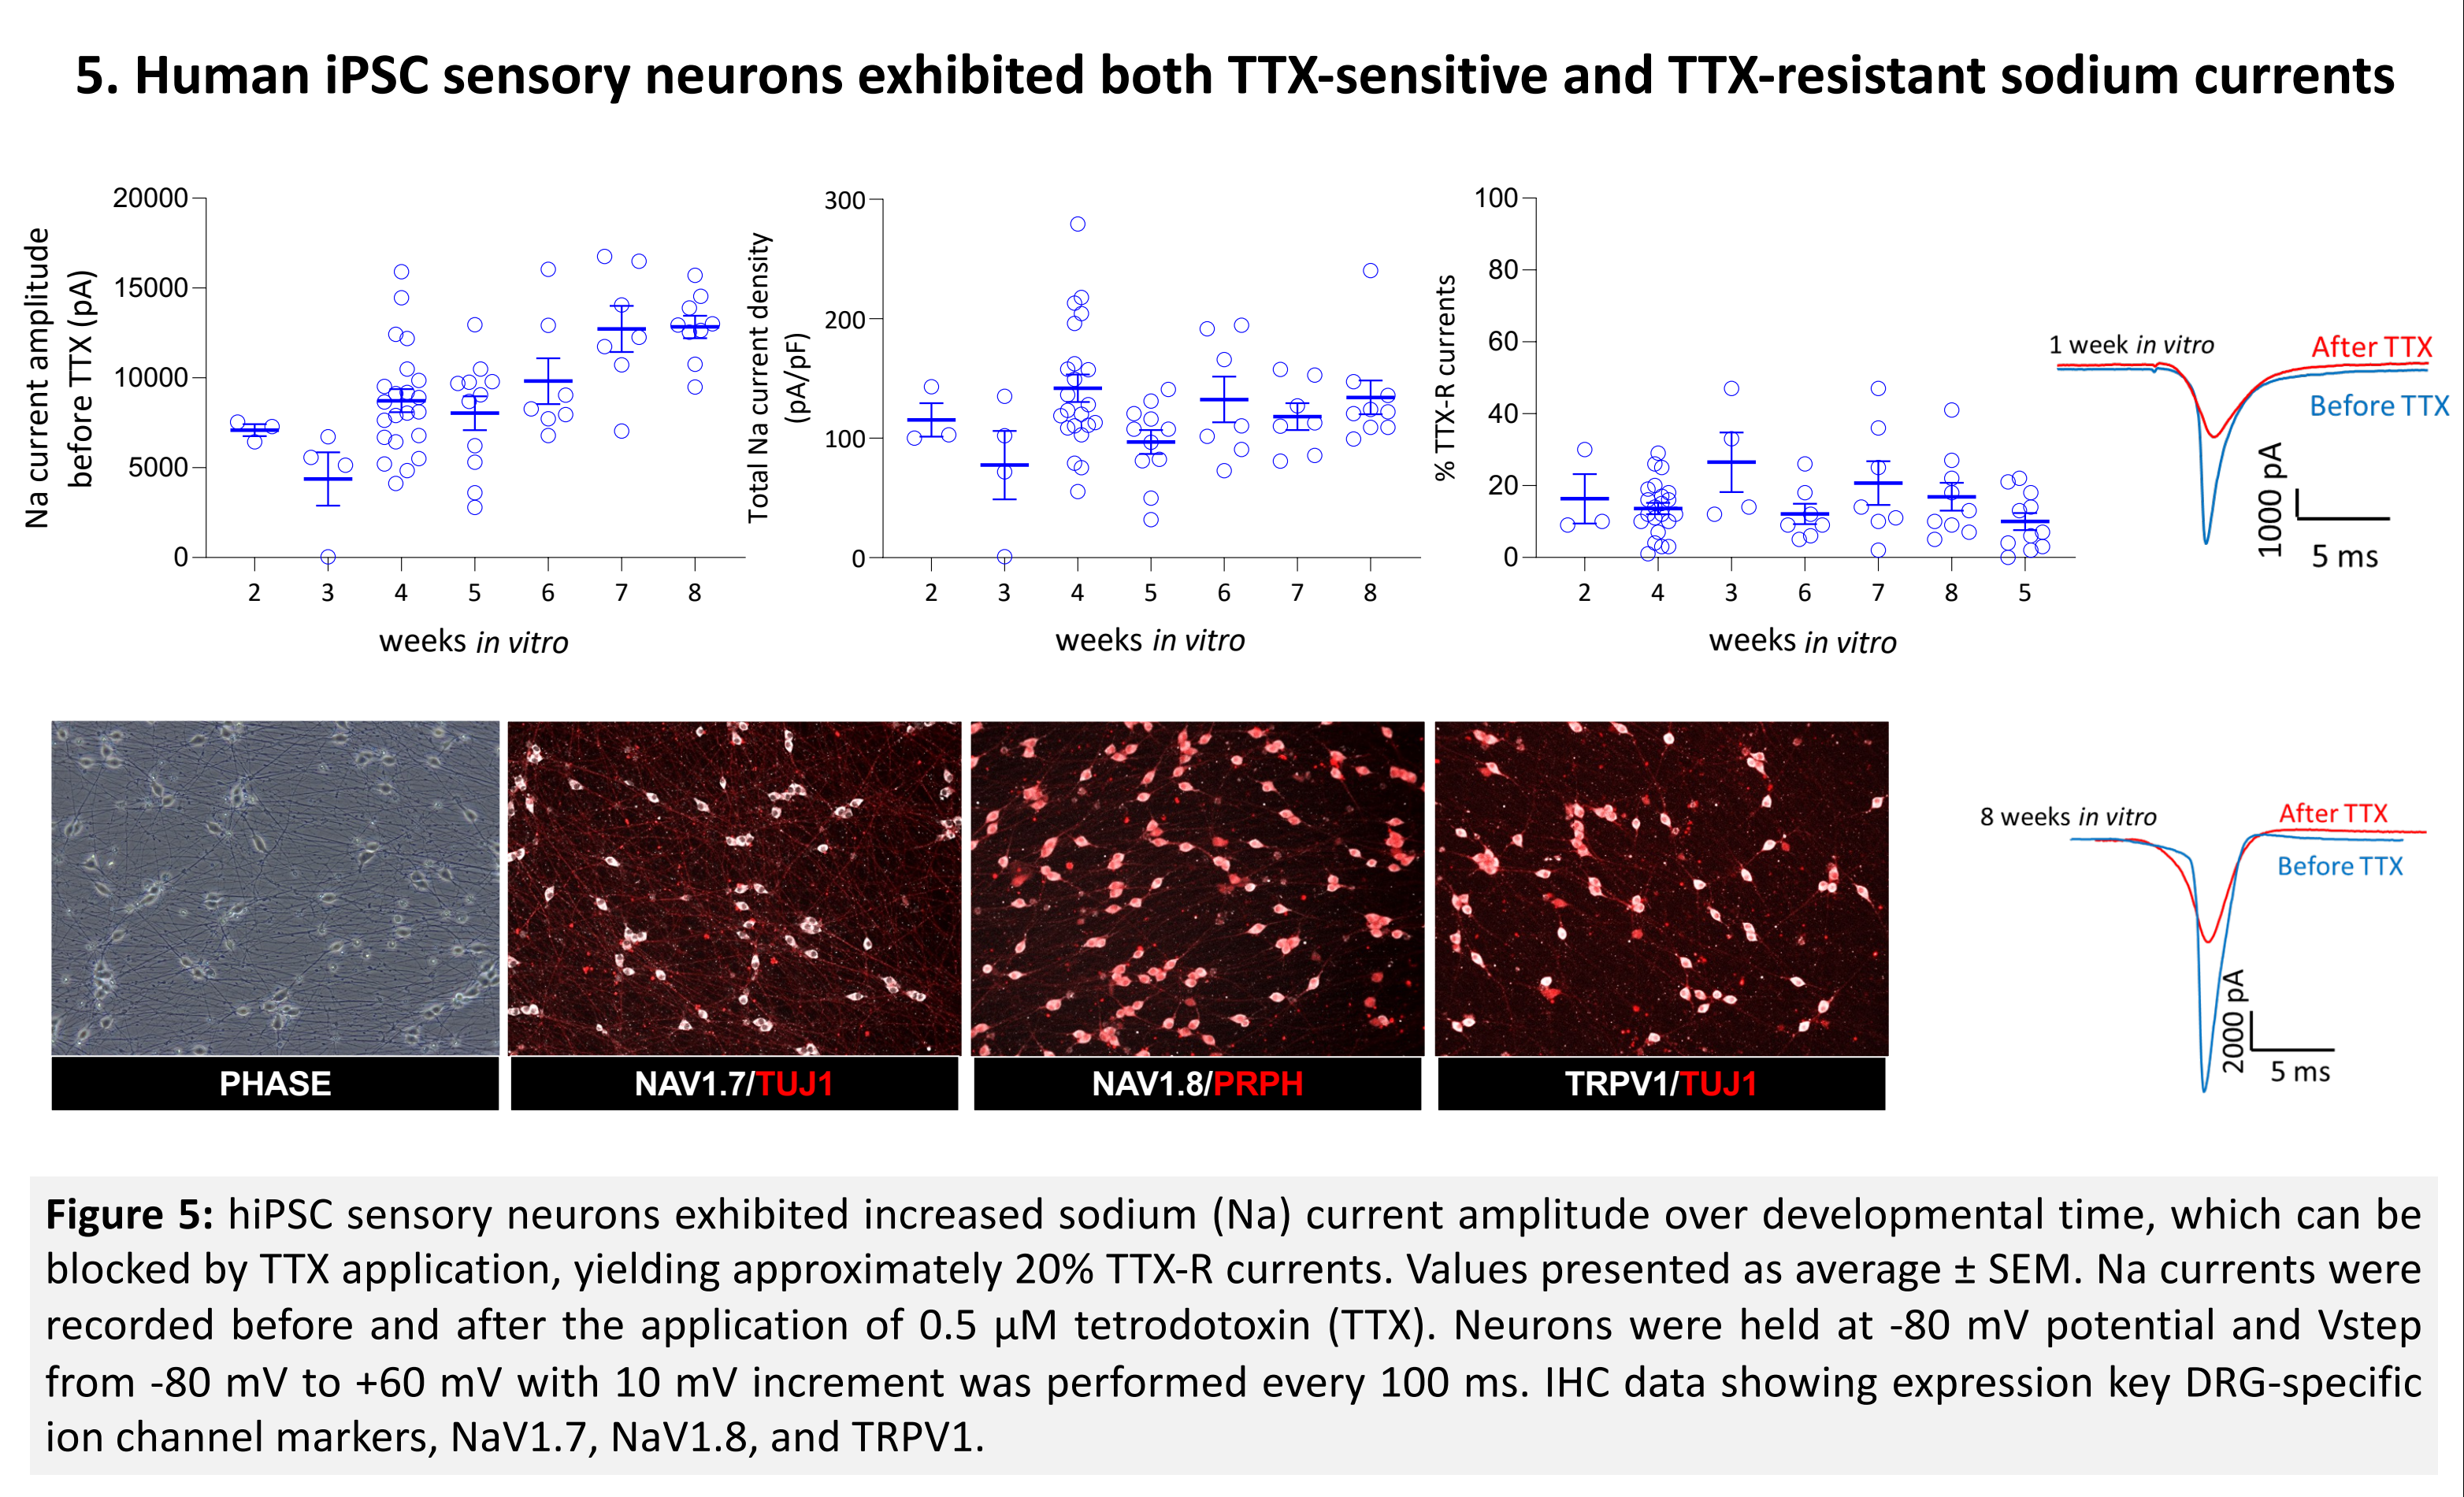 5. Human iPSC sensory neurons exhibited both TTX-sensitive and TTX-resistant sodium currents
Na current amplitude
before TTX (pA)
20000
15000
10000
5000
0
2 3 4 5 6 7 8
weeks in vitro
Total Na current density
(pA/pF)
300
200
100
0
2 3 4 5 6 7 8
weeks in vitro
% TTX-R currents
100
80
60
40
20
0
2 4 3 6 7 8 5
weeks in vitro
1 week in vitro
After TTX
Before TTX
1000 pA
5 ms
PHASE
NAV1.7/TUJ1
NAV1.8/PRPH
TRPV1/TUJ1
8 weeks in vitro
After TTX
Before TTX
2000 pA
5 ms
Figure 5: hiPSC sensory neurons exhibited increased sodium (Na) current amplitude over developmental time, which can be
blocked by TTX application, yielding approximately 20% TTX-R currents. Values presented as average ± SEM. Na currents were
recorded before and after the application of 0.5 µM tetrodotoxin (TTX). Neurons were held at -80 mV potential and Vstep
from -80 mV to +60 mV with 10 mV increment was performed every 100 ms. IHC data showing expression key DRG-specific
ion channel markers, NaV1.7, NaV1.8, and TRPV1.